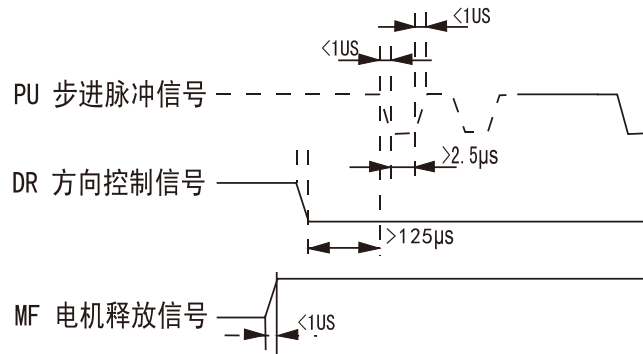 <1US
<1US
PU 步进脉冲信号
>2.5μs
DR 方向控制信号
>125μs
MF 电机释放信号
<1US